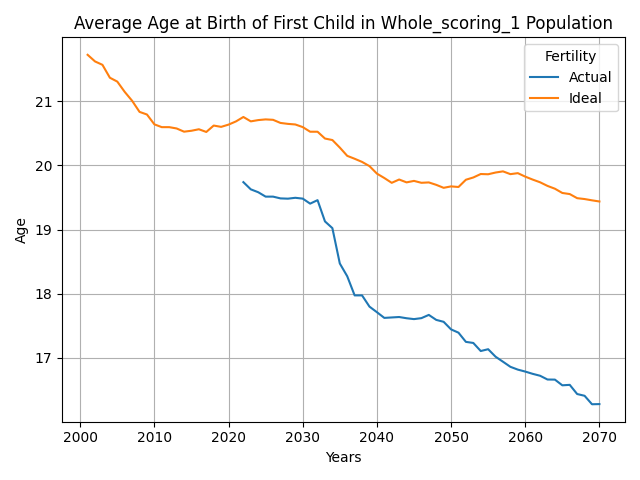 Average Age at Birth of First Child in Whole_scoring_1 Population
Fertility
Actual
Ideal
21
20
19
18
17
Age
2000 2010 2020 2030 2040 2050 2060 2070
Years